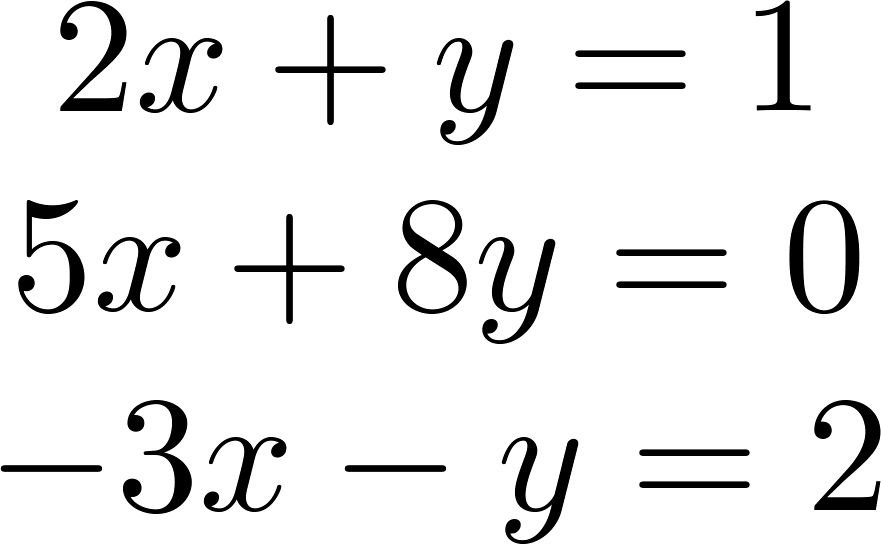 2x + y = 1
5x + 8y = 0
−3x − y = 2